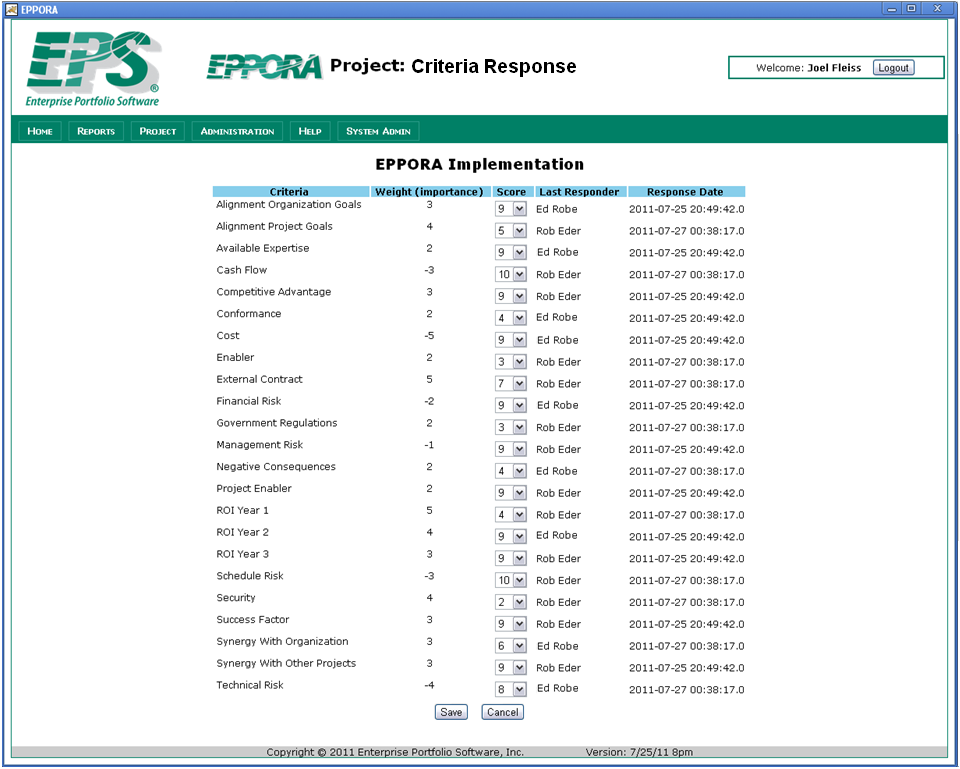 EPPORA
EPS®
Enterprise Portfolio Software
EPPORA Project: Criteria Response
Welcome: Joel Fleiss Logout
Home Reports Project Administration Help System Admin
EPPORA Implementation
Criteria Weight (importance) Score Last Responder Response Date
Alignment Organization Goals 3 9 Ed Robe 2011-07-25 20:49:42.0
Alignment Project Goals 4 5 Rob Eder 2011-07-27 00:38:17.0
Available Expertise 2 9 Ed Robe 2011-07-25 20:49:42.0
Cash Flow -3 10 Rob Eder 2011-07-27 00:38:17.0
Competitive Advantage 3 9 Rob Eder 2011-07-25 20:49:42.0
Conformance 2 4 Ed Robe 2011-07-27 00:38:17.0
Cost -5 9 Ed Robe 2011-07-25 20:49:42.0
Enabler 2 3 Rob Eder 2011-07-27 00:38:17.0
External Contract 5 7 Rob Eder 2011-07-27 00:38:17.0
Financial Risk -2 9 Ed Robe 2011-07-25 20:49:42.0
Government Regulations 2 3 Rob Eder 2011-07-27 00:38:17.0
Management Risk -1 9 Rob Eder 2011-07-25 20:49:42.0
Negative Consequences 2 4 Ed Robe 2011-07-27 00:38:17.0
Project Enabler 2 9 Rob Eder 2011-07-25 20:49:42.0
ROI Year 1 5 4 Rob Eder 2011-07-27 00:38:17.0
ROI Year 2 4 9 Ed Robe 2011-07-25 20:49:42.0
ROI Year 3 3 9 Rob Eder 2011-07-25 20:49:42.0
Schedule Risk -3 10 Rob Eder 2011-07-27 00:38:17.0
Security 4 2 Rob Eder 2011-07-27 00:38:17.0
Success Factor 3 9 Rob Eder 2011-07-25 20:49:42.0
Synergy With Organization 3 6 Ed Robe 2011-07-27 00:38:17.0
Synergy With Other Projects 3 9 Rob Eder 2011-07-25 20:49:42.0
Technical Risk -4 8 Ed Robe 2011-07-27 00:38:17.0
Save Cancel
Copyright © 2011 Enterprise Portfolio Software, Inc. Version: 7/25/11 8pm